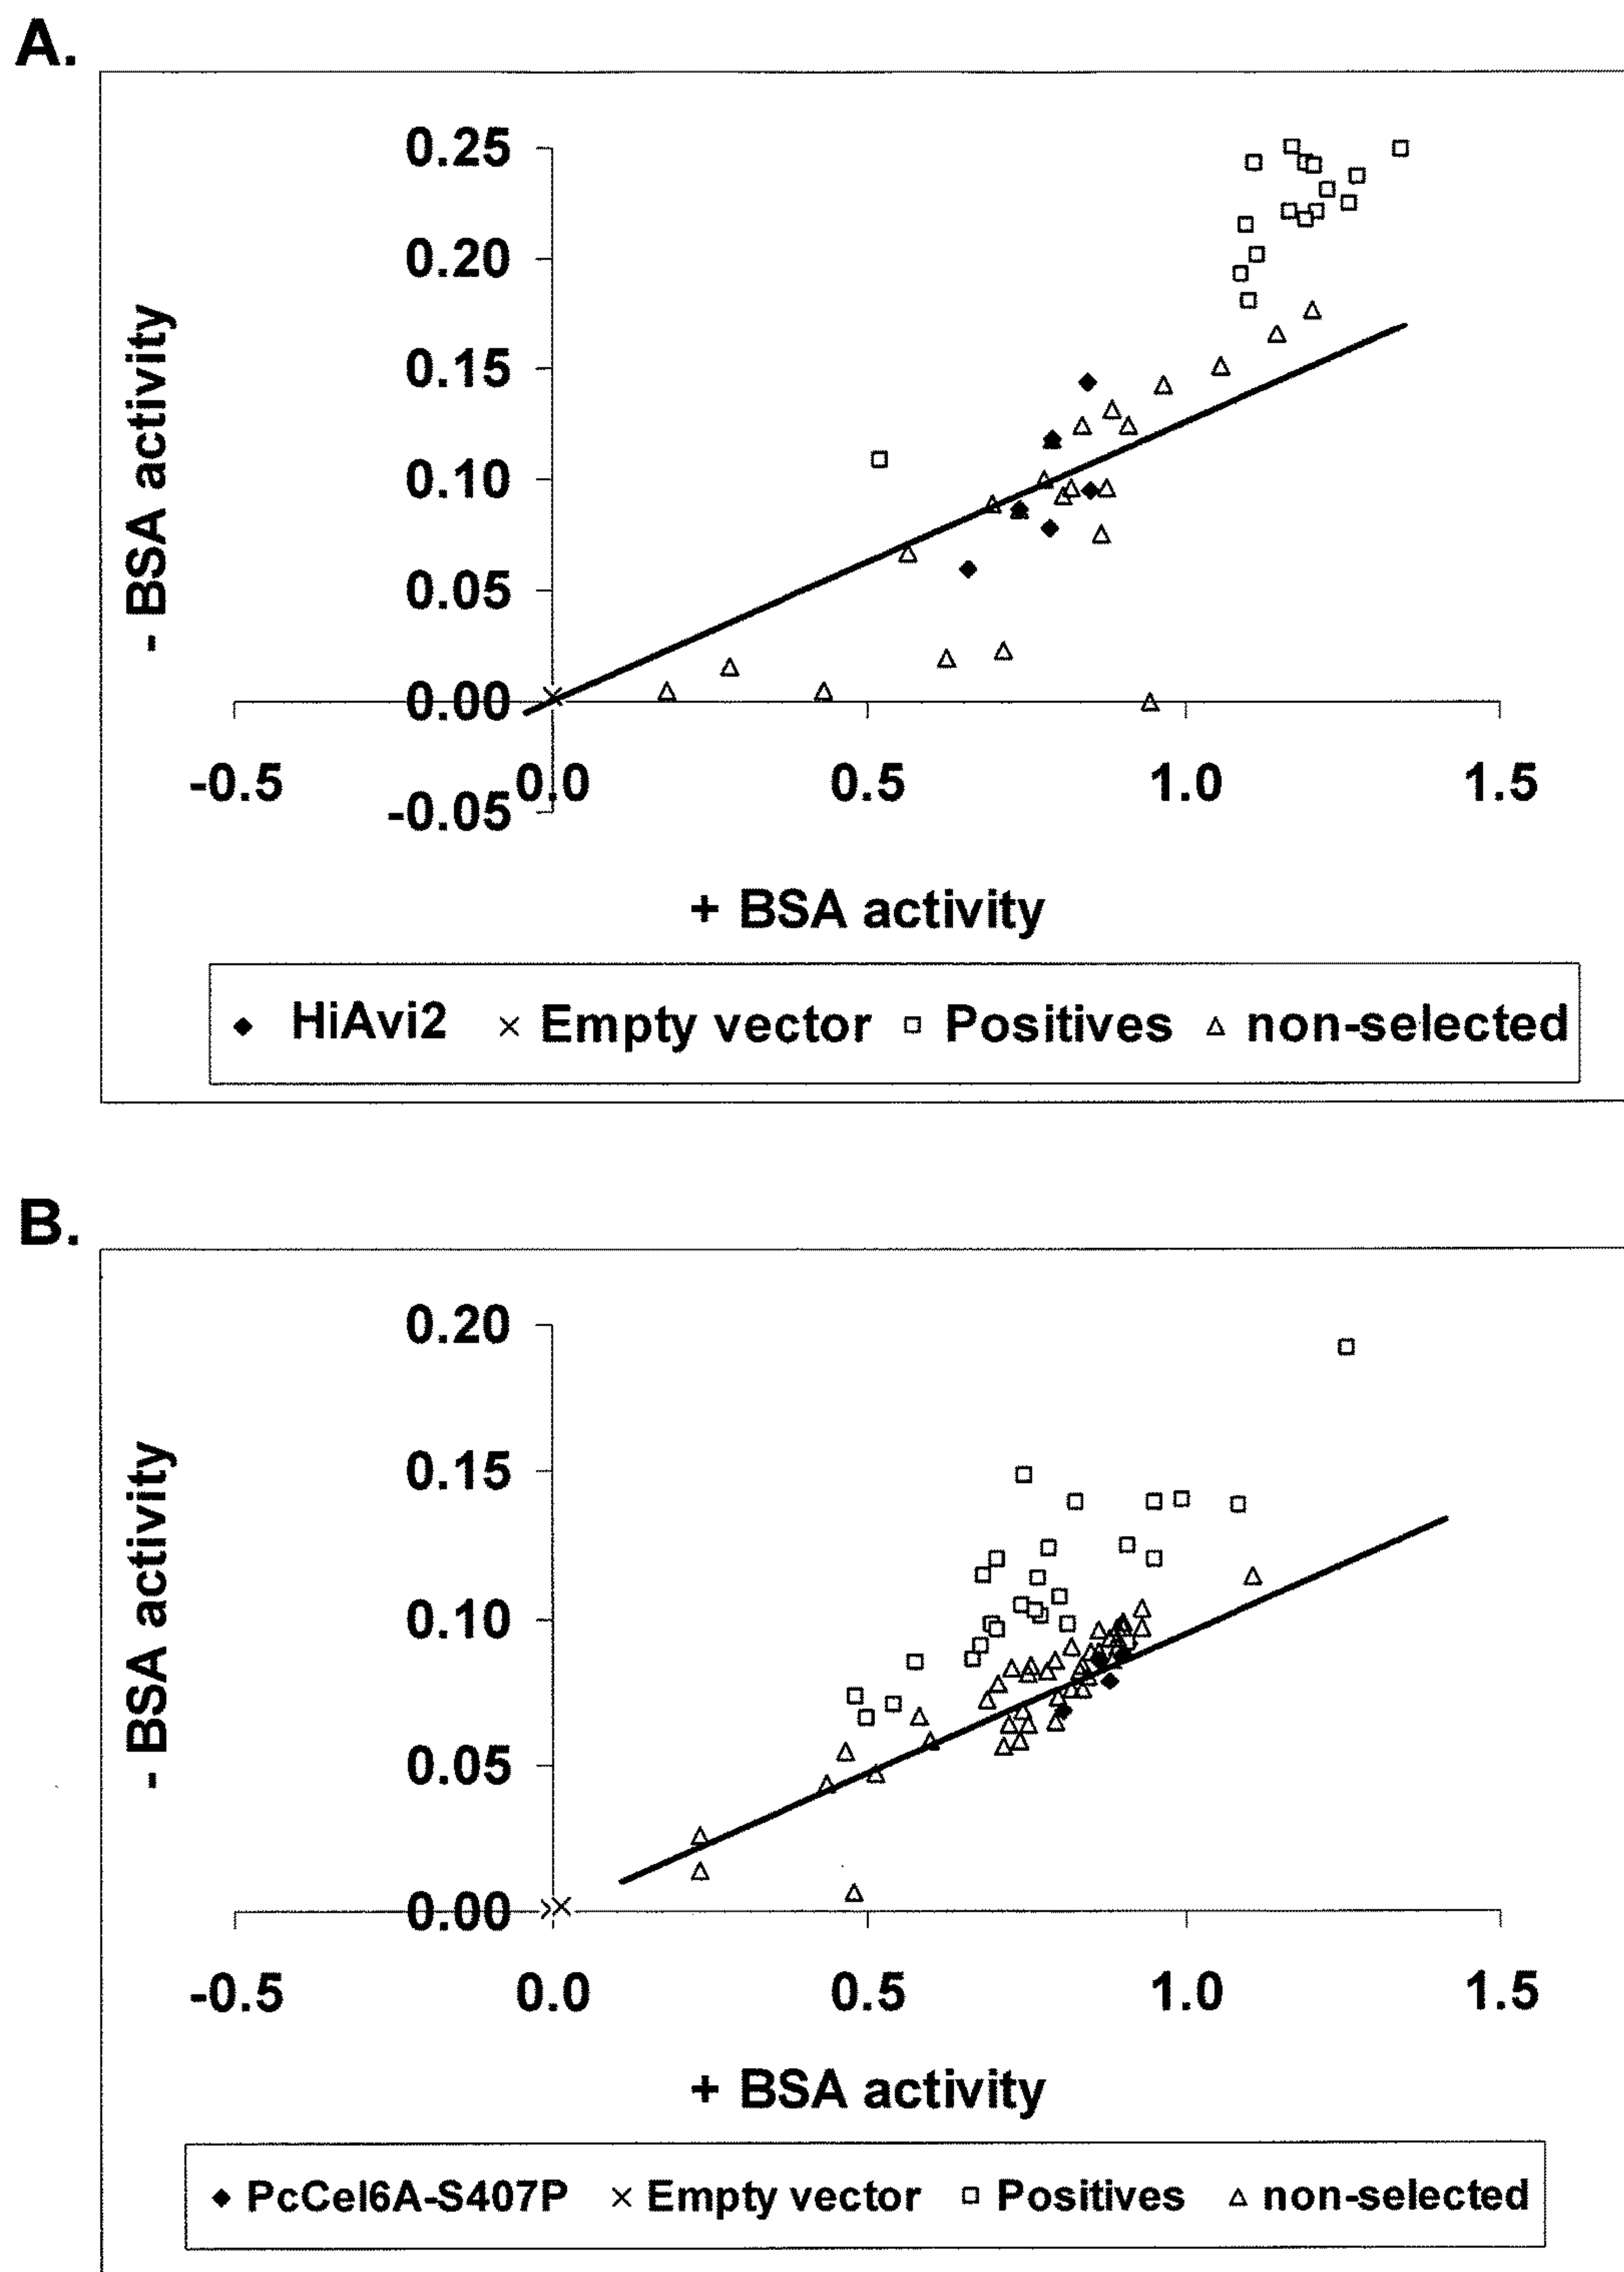 A.
0.25
0.20
0.15
0.10
0.05
0.00
-0.05
-0.5 0.0 0.5 1.0 1.5
- BSA activity
+ BSA activity
HiAvi2 Empty vector Positives non-selected
B.
0.20
0.15
0.10
0.05
0.00
-0.5 0.0 0.5 1.0 1.5
- BSA activity
+ BSA activity
PcCel6A-S407P Empty vector Positives non-selected